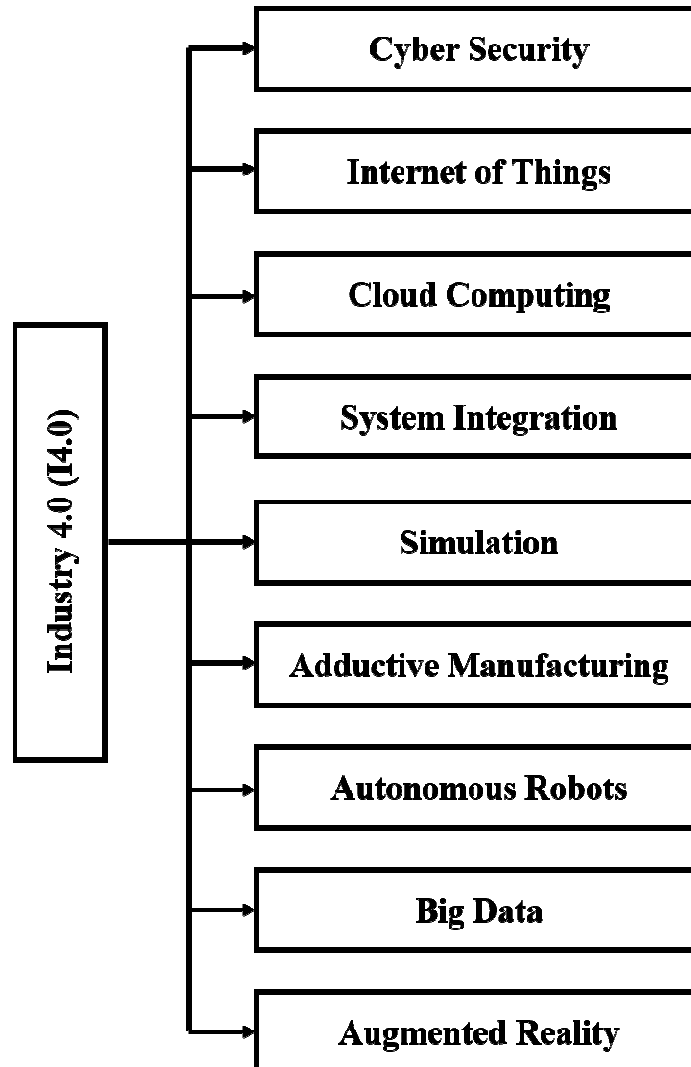 Cyber Security
Internet of Things
Cloud Computing
System Integration
Industry 4.0 (I4.0)
Simulation
Adductive Manufacturing
Autonomous Robots
Big Data
Augmented Reality